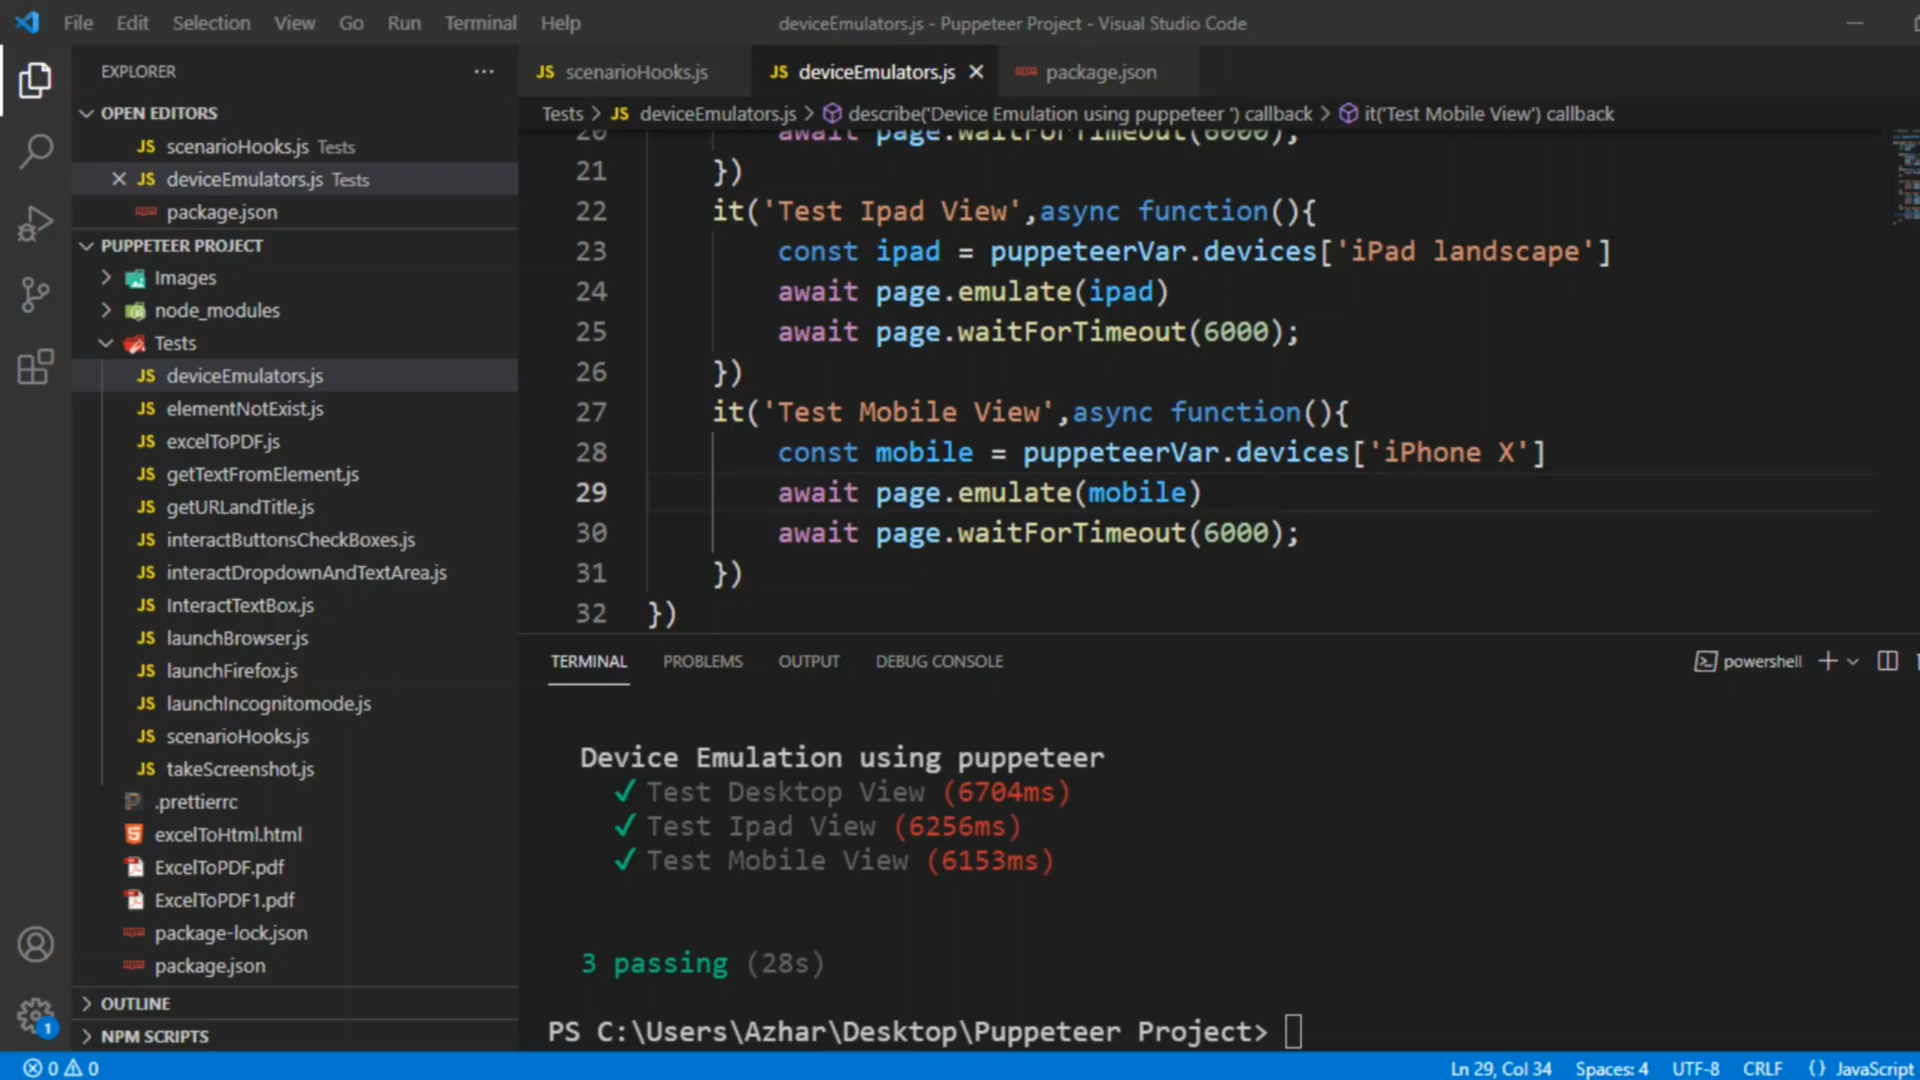 File Edit Selection View Go Run Terminal Help
deviceEmulators.js - Puppeteer Project - Visual Studio Code
EXPLORER
OPEN EDITORS
JS scenarioHooks.js Tests
JS deviceEmulators.js Tests
package.json
PUPPETEER PROJECT
Images
node_modules
Tests
JS deviceEmulators.js
JS elementNotExist.js
JS excelToPDF.js
JS getTextFromElement.js
JS getURLandTitle.js
JS interactButtonsCheckBoxes.js
JS interactDropdownAndTextArea.js
JS InteractTextBox.js
JS launchBrowser.js
JS launchFirefox.js
JS launchIncognitomode.js
JS scenarioHooks.js
JS takeScreenshot.js
.prettierrc
excelToHtml.html
ExcelToPDF.pdf
ExcelToPDF1.pdf
package-lock.json
package.json
OUTLINE
NPM SCRIPTS
1
JS scenarioHooks.js
JS deviceEmulators.js
package.json
Tests > JS deviceEmulators.js > describe('Device Emulation using puppeteer ') callback > it('Test Mobile View') callback
20 await page.waitForTimeout(6000);
21 })
22 it('Test Ipad View',async function(){
23 const ipad = puppeteerVar.devices['iPad landscape']
24 await page.emulate(ipad)
25 await page.waitForTimeout(6000);
26 })
27 it('Test Mobile View',async function(){
28 const mobile = puppeteerVar.devices['iPhone X']
29 await page.emulate(mobile)
30 await page.waitForTimeout(6000);
31 })
32 })
TERMINAL PROBLEMS OUTPUT DEBUG CONSOLE
powershell
Device Emulation using puppeteer
✓ Test Desktop View (6704ms)
✓ Test Ipad View (6256ms)
✓ Test Mobile View (6153ms)
3 passing (28s)
PS C:\Users\Azhar\Desktop\Puppeteer Project>
0 0
Ln 29, Col 34 Spaces: 4 UTF-8 CRLF {} JavaScript